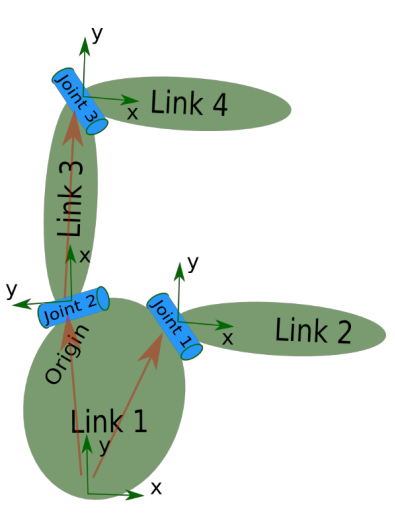 y
Joint 3
x
Link 4
Link 3
x
y
Joint 2
y
Joint 1
x
Link 2
Origin
Link 1
y
x